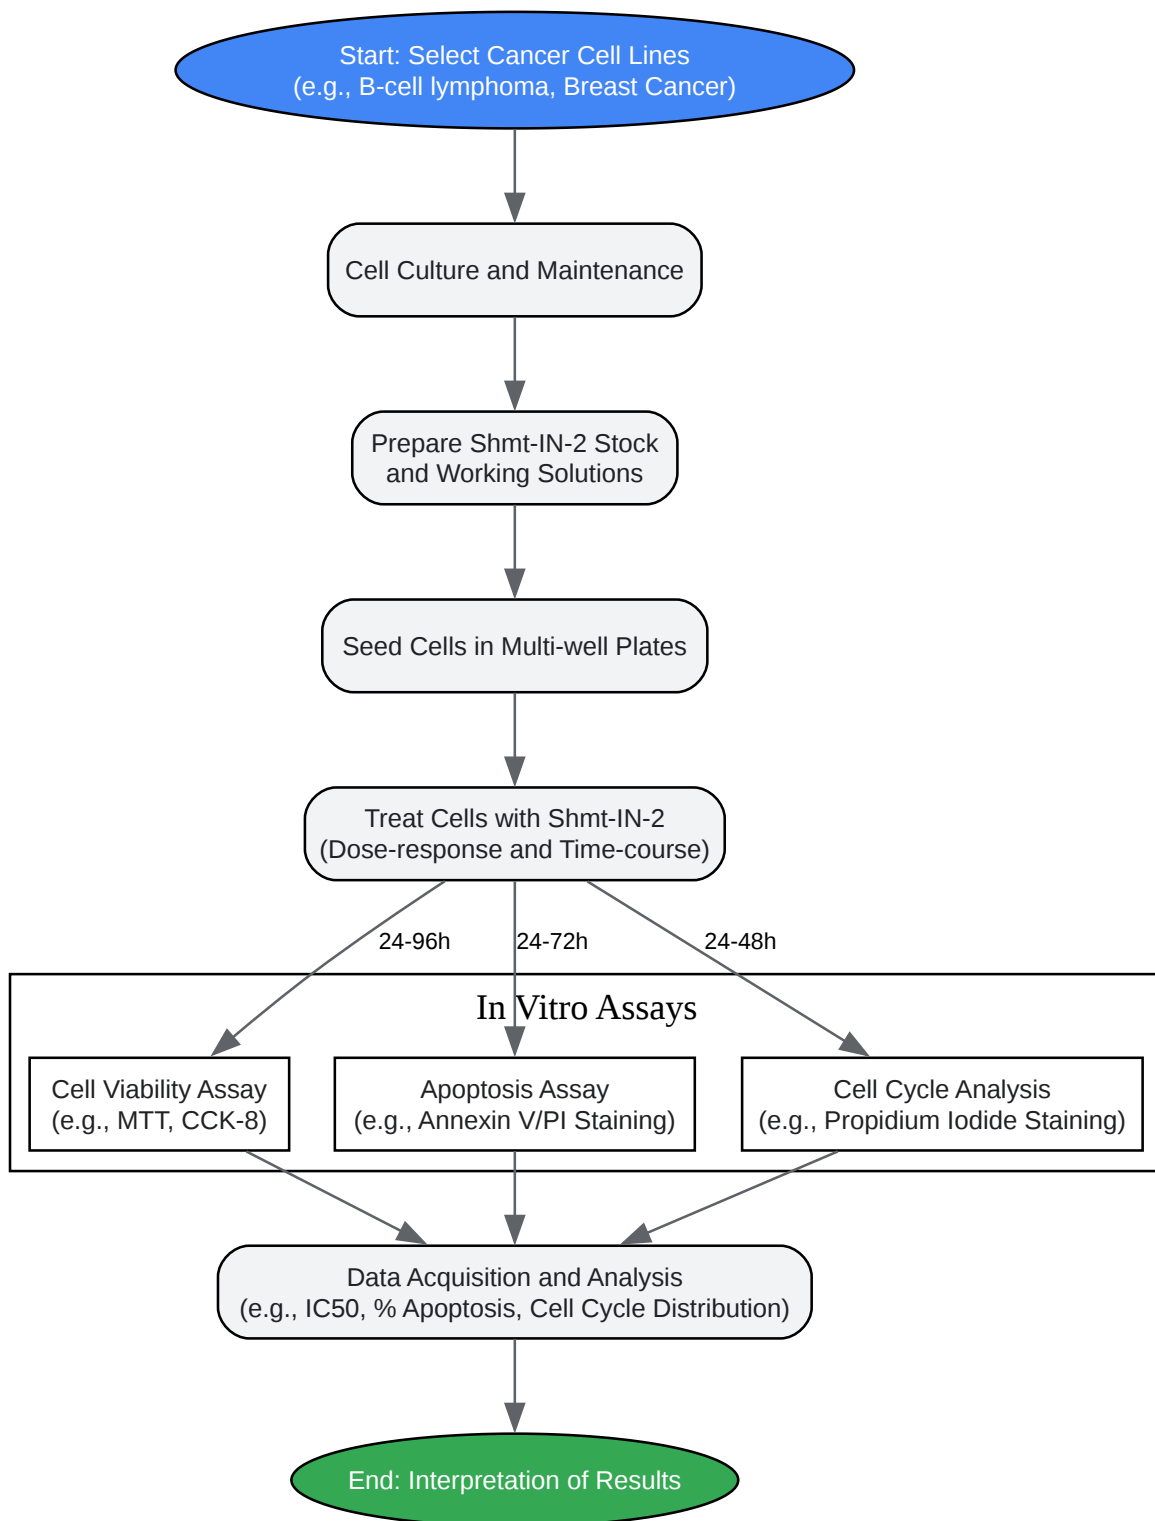 Start: Select Cancer Cell Lines
(e.g., B-cell lymphoma, Breast Cancer)
Cell Culture and Maintenance
Prepare Shmt-IN-2 Stock
and Working Solutions
Seed Cells in Multi-well Plates
Treat Cells with Shmt-IN-2
(Dose-response and Time-course)
24-96h
24-72h
24-48h
In Vitro Assays
Cell Viability Assay
(e.g., MTT, CCK-8)
Apoptosis Assay
(e.g., Annexin V/PI Staining)
Cell Cycle Analysis
(e.g., Propidium Iodide Staining)
Data Acquisition and Analysis
(e.g., IC50, % Apoptosis, Cell Cycle Distribution)
End: Interpretation of Results